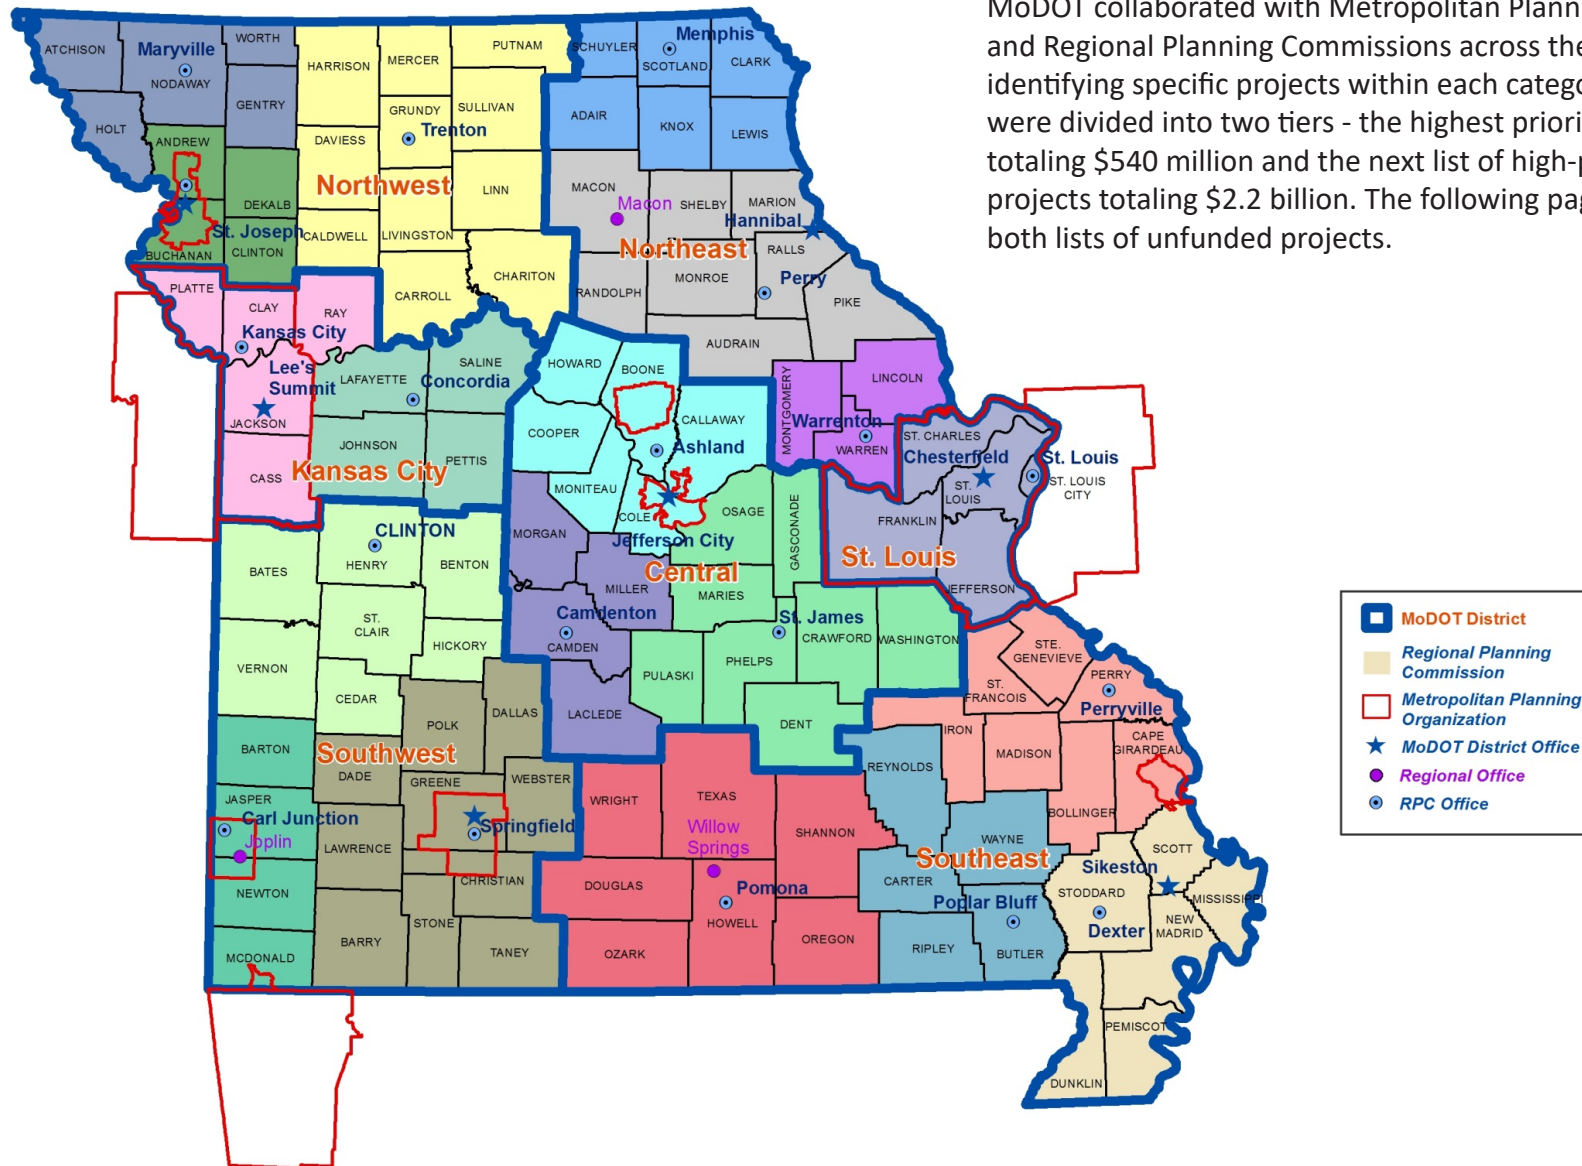 MoDOT collaborated with Metropolitan Plann
and Regional Planning Commissions across the
identifying specific projects within each catego
were divided into two tiers - the highest priori
totaling $540 million and the next list of high-p
projects totaling $2.2 billion. The following pa
both lists of unfunded projects.
ATCHISON
Maryville
NODAWAY
WORTH
HARRISON
MERCER
PUTNAM
SCHUYLER
Memphis
SCOTLAND
CLARK
GENTRY
HOLT
GRUNDY
SULLIVAN
Trenton
ADAIR
KNOX
LEWIS
ANDREW
DAVIESS
Northwest
LINN
MACON
Macon
SHELBY
MARION
Hannibal
DEKALB
St. Joseph
CALDWELL
LIVINGSTON
Northeast
RALLS
BUCHANAN
CLINTON
CHARITON
RANDOLPH
MONROE
Perry
PIKE
PLATTE
CLAY
RAY
CARROLL
AUDRAIN
Kansas City
Lee's
Summit
LAFAYETTE
SALINE
Concordia
HOWARD
BOONE
MONTGOMERY
LINCOLN
JACKSON
COOPER
CALLAWAY
Warrenton
WARREN
ST. CHARLES
Chesterfield
St. Louis
ST. LOUIS
CITY
ST.
LOUIS
JOHNSON
PETTIS
Kansas City
CASS
Ashland
MONITEAU
COLE
OSAGE
GASCONADE
FRANKLIN
St. Louis
JEFFERSON
CLINTON
HENRY
BENTON
BATES
MORGAN
Jefferson City
Central
MILLER
MARIES
Camdenton
CAMDEN
St. James
CRAWFORD
WASHINGTON
ST.
CLAIR
HICKORY
VERNON
CEDAR
PULASKI
PHELPS
DENT
LACLEDE
STE.
GENEVIEVE
ST.
FRANCOIS
PERRY
Perryville
POLK
DALLAS
BARTON
Southwest
DADE
GREENE
WEBSTER
IRON
MADISON
CAPE
GIRARDEAU
REYNOLDS
BOLLINGER
JASPER
Carl Junction
Joplin
LAWRENCE
Springfield
WRIGHT
TEXAS
Willow
Springs
SHANNON
WAYNE
Southeast
SCOTT
Sikeston
NEWTON
CHRISTIAN
DOUGLAS
Pomona
HOWELL
CARTER
Poplar Bluff
STODDARD
Dexter
MISSISSIPPI
NEW
MADRID
BARRY
STONE
TANEY
OZARK
OREGON
RIPLEY
BUTLER
MCDONALD
PEMISCOT
DUNKLIN
MoDOT District
Regional Planning
Commission
Metropolitan Planning
Organization
MoDOT District Office
Regional Office
RPC Office